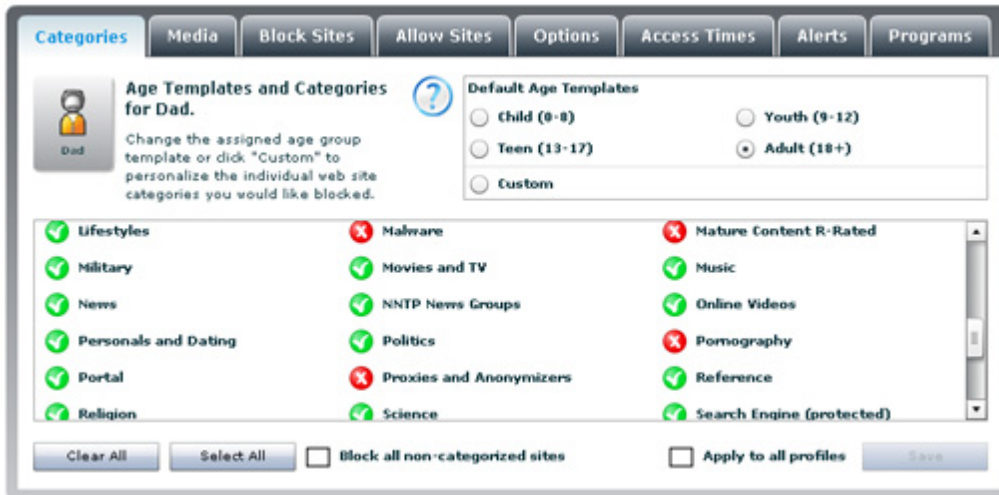 Categories Media Block Sites Allow Sites Options Access Times Alerts Programs
Dad
Age Templates and Categories
for Dad.
Change the assigned age group
template or click "Custom" to
personalize the individual web site
categories you would like blocked.
?
Default Age Templates
Child (0-8) Youth (9-12)
Teen (13-17) Adult (18+)
Custom
Lifestyles Malware Mature Content R-Rated
Military Movies and TV Music
News NNTP News Groups Online Videos
Personals and Dating Politics Pornography
Portal Proxies and Anonymizers Reference
Religion Science Search Engine (protected)
Clear All Select All Block all non-categorized sites Apply to all profiles Save